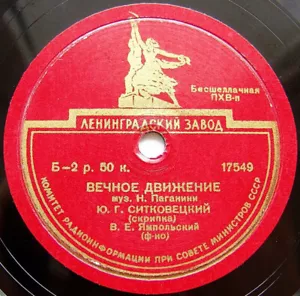 Бесшеллачная
ПХВ-п
ЛЕНИНГРАДСКИЙ ЗАВОД
Б-2 р. 50 к. 17549
ВЕЧНОЕ ДВИЖЕНИЕ
муз. Н. Паганини
Ю. Г. СИТКОВЕЦКИЙ
(скрипка)
В. Е. Ямпольский
(ф-но)
КОМИТЕТ РАДИОИНФОРМАЦИИ ПРИ СОВЕТЕ МИНИСТРОВ СССР